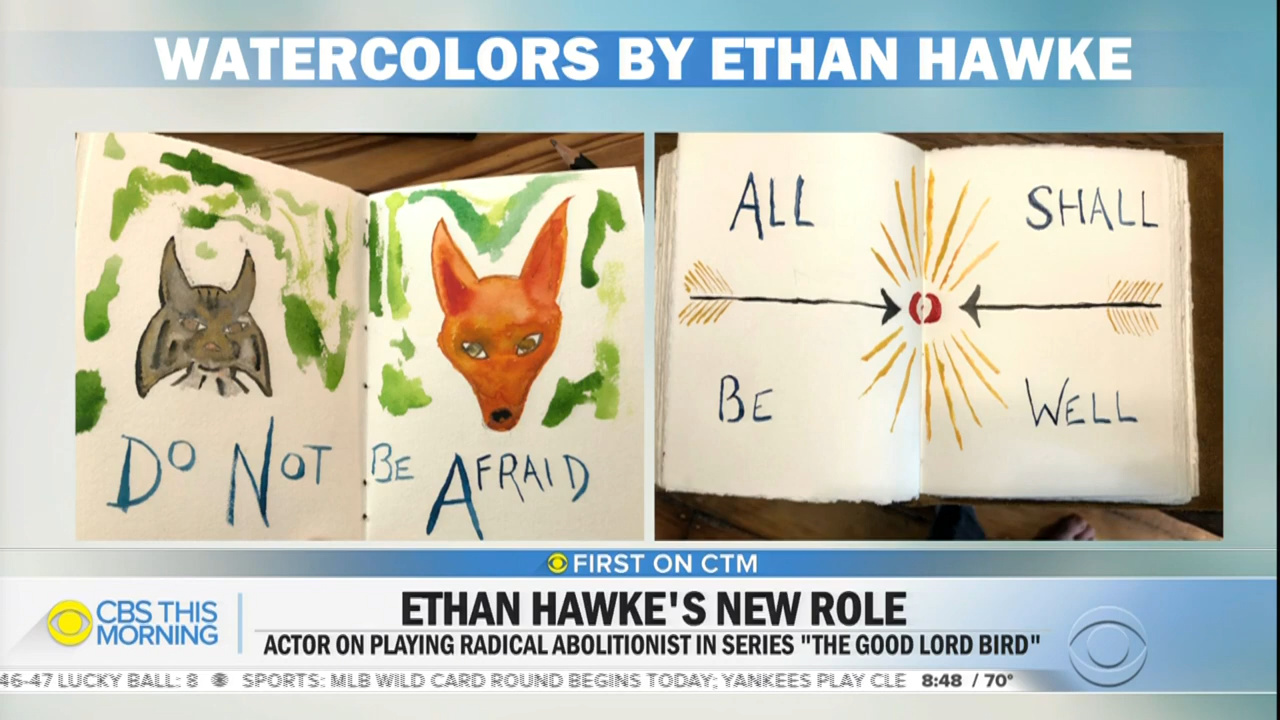 WATERCOLORS BY ETHAN HAWKE
DO NOT BE AFRAID
ALL SHALL
BE WELL
FIRST ON CTM
CBS THIS
MORNING
ETHAN HAWKE'S NEW ROLE
ACTOR ON PLAYING RADICAL ABOLITIONIST IN SERIES "THE GOOD LORD BIRD"
46-47 LUCKY BALL: 8 SPORTS: MLB WILD CARD ROUND BEGINS TODAY; YANKEES PLAY CLE 8:48 / 70°